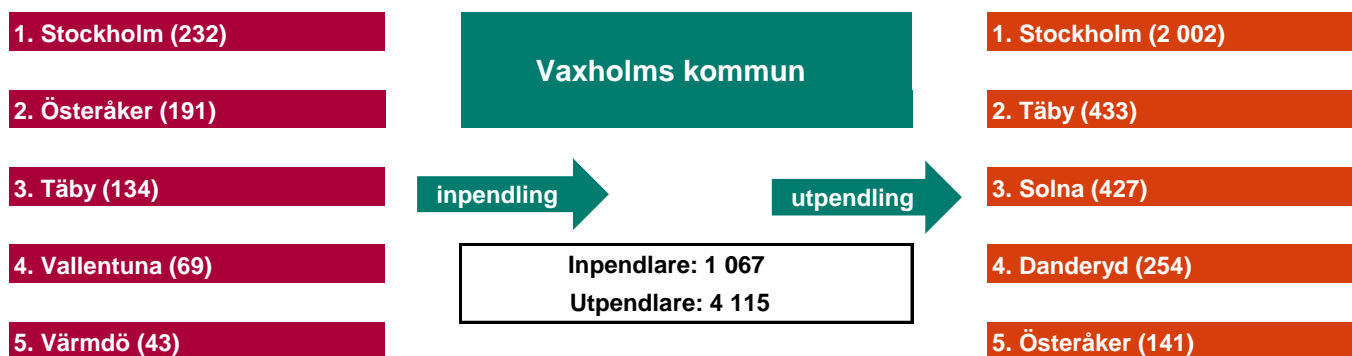 1. Stockholm (232)
2. Österåker (191)
3. Täby (134)
4. Vallentuna (69)
5. Värmdö (43)
Vaxholms kommun
inpendling
utpendling
Inpendlare: 1 067
Utpendlare: 4 115
1. Stockholm (2 002)
2. Täby (433)
3. Solna (427)
4. Danderyd (254)
5. Österåker (141)